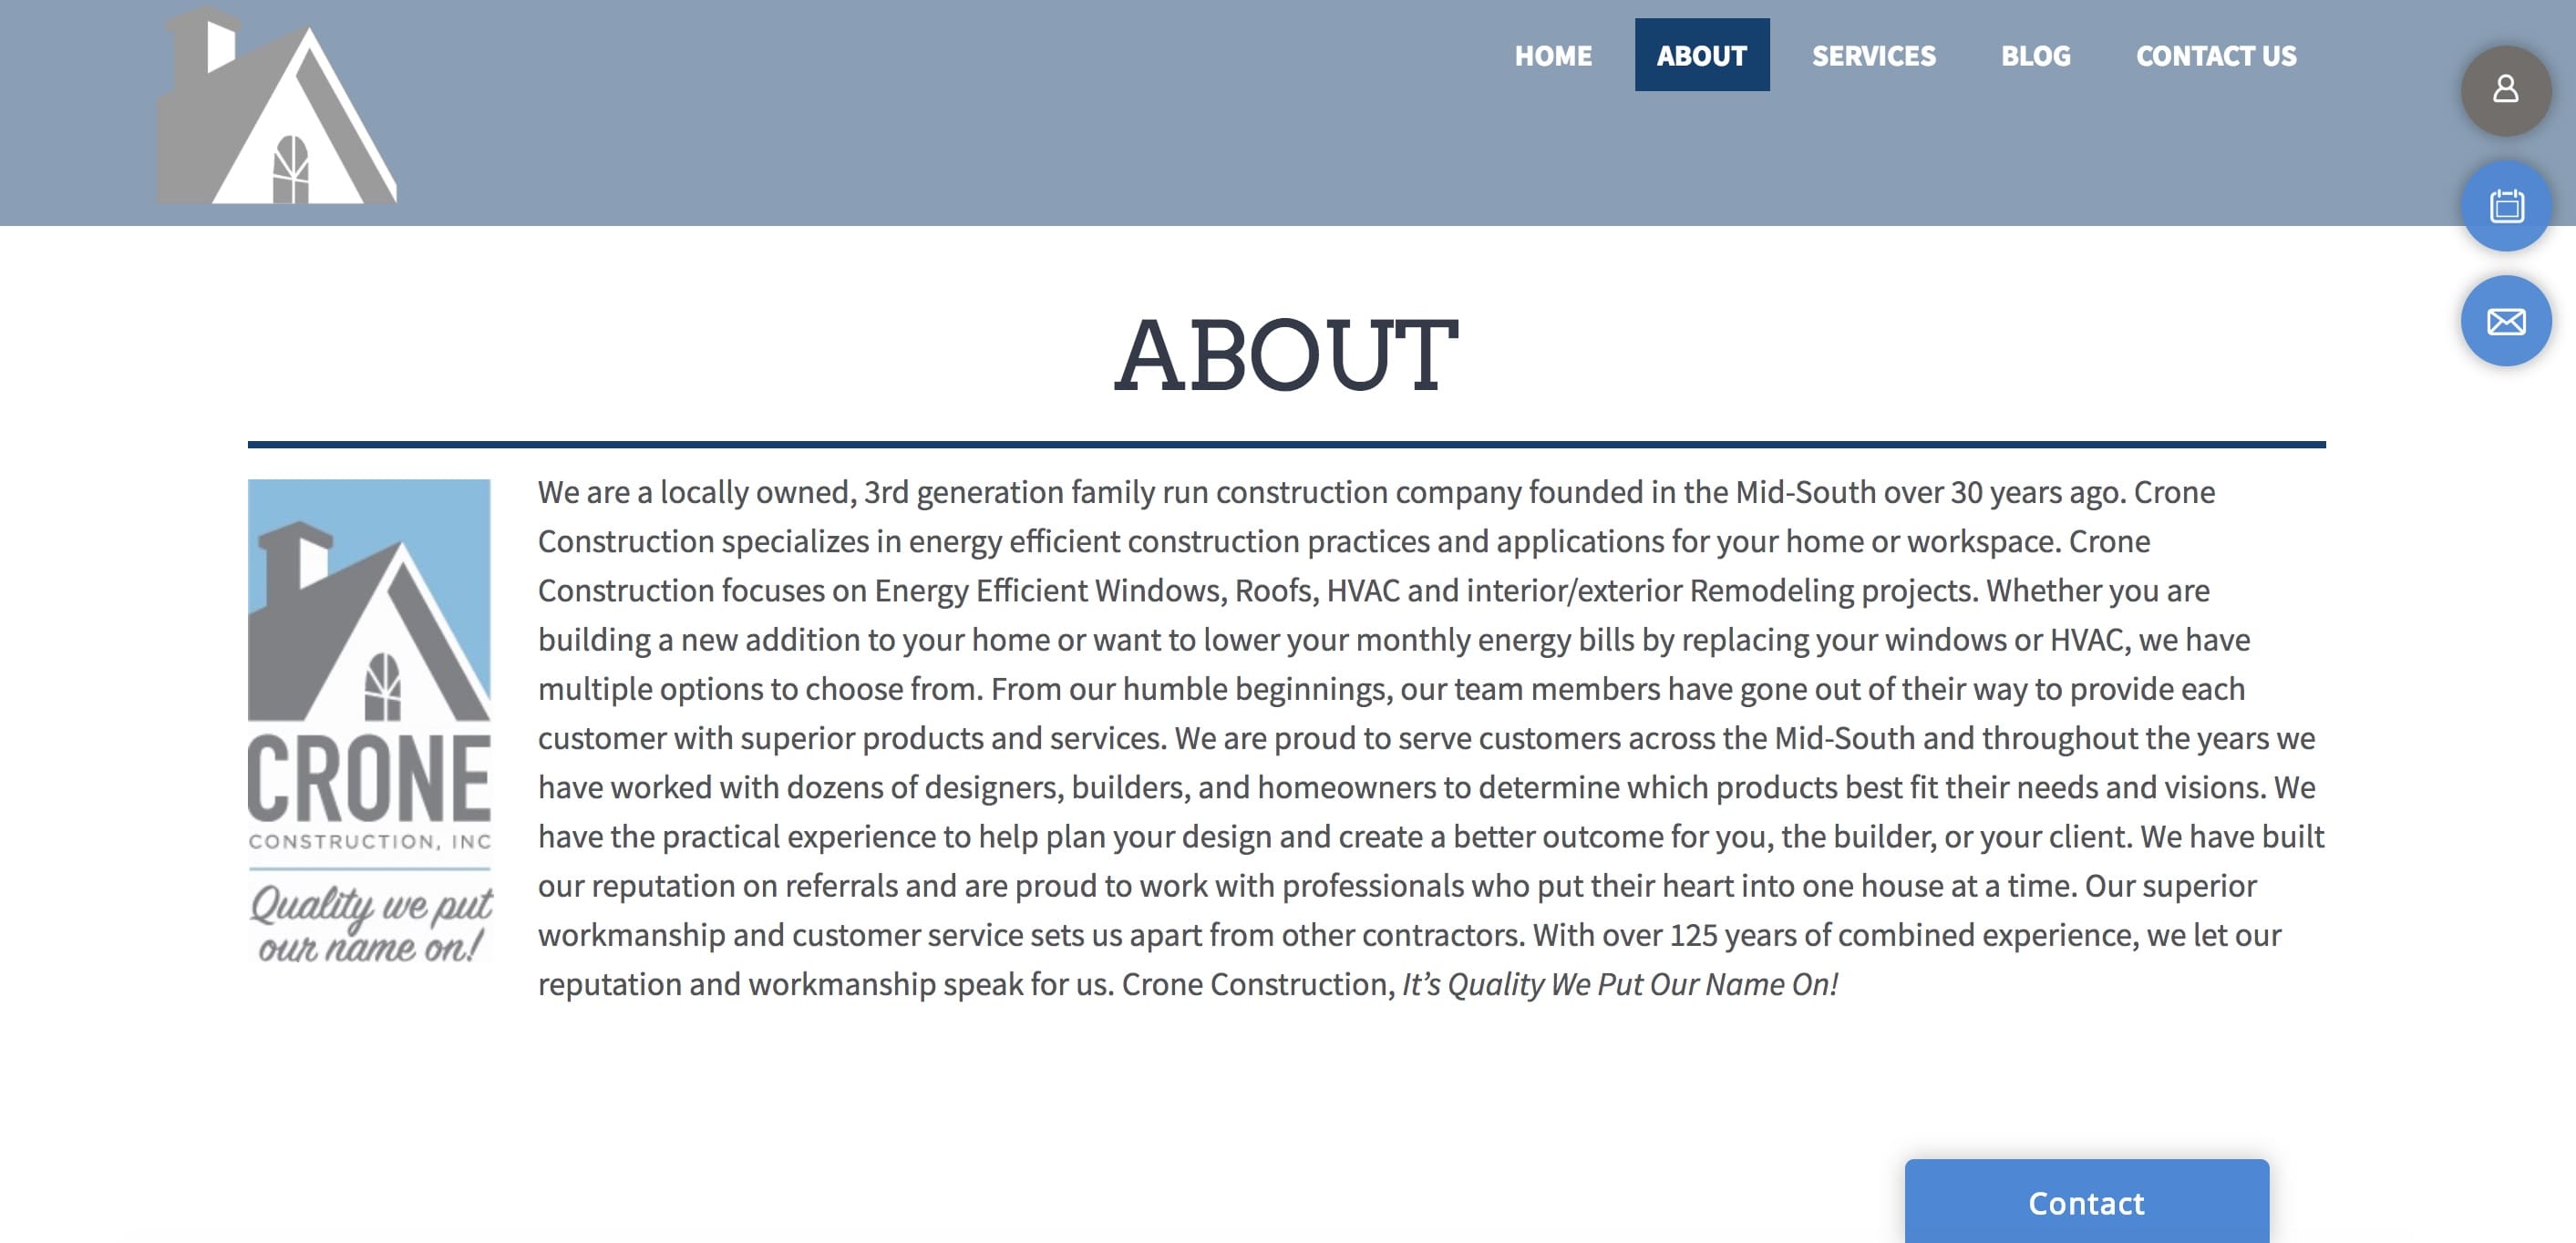 HOME
ABOUT
SERVICES
BLOG
CONTACT US
ABOUT
We are a locally owned, 3rd generation family run construction company founded in the Mid-South over 30 years ago. Crone
Construction specializes in energy efficient construction practices and applications for your home or workspace. Crone
Construction focuses on Energy Efficient Windows, Roofs, HVAC and interior/exterior Remodeling projects. Whether you are
building a new addition to your home or want to lower your monthly energy bills by replacing your windows or HVAC, we have
multiple options to choose from. From our humble beginnings, our team members have gone out of their way to provide each
customer with superior products and services. We are proud to serve customers across the Mid-South and throughout the years we
have worked with dozens of designers, builders, and homeowners to determine which products best fit their needs and visions. We
have the practical experience to help plan your design and create a better outcome for you, the builder, or your client. We have built
our reputation on referrals and are proud to work with professionals who put their heart into one house at a time. Our superior
workmanship and customer service sets us apart from other contractors. With over 125 years of combined experience, we let our
reputation and workmanship speak for us. Crone Construction, It’s Quality We Put Our Name On!
CRONE
CONSTRUCTION, INC
Quality we put
our name on!
Contact